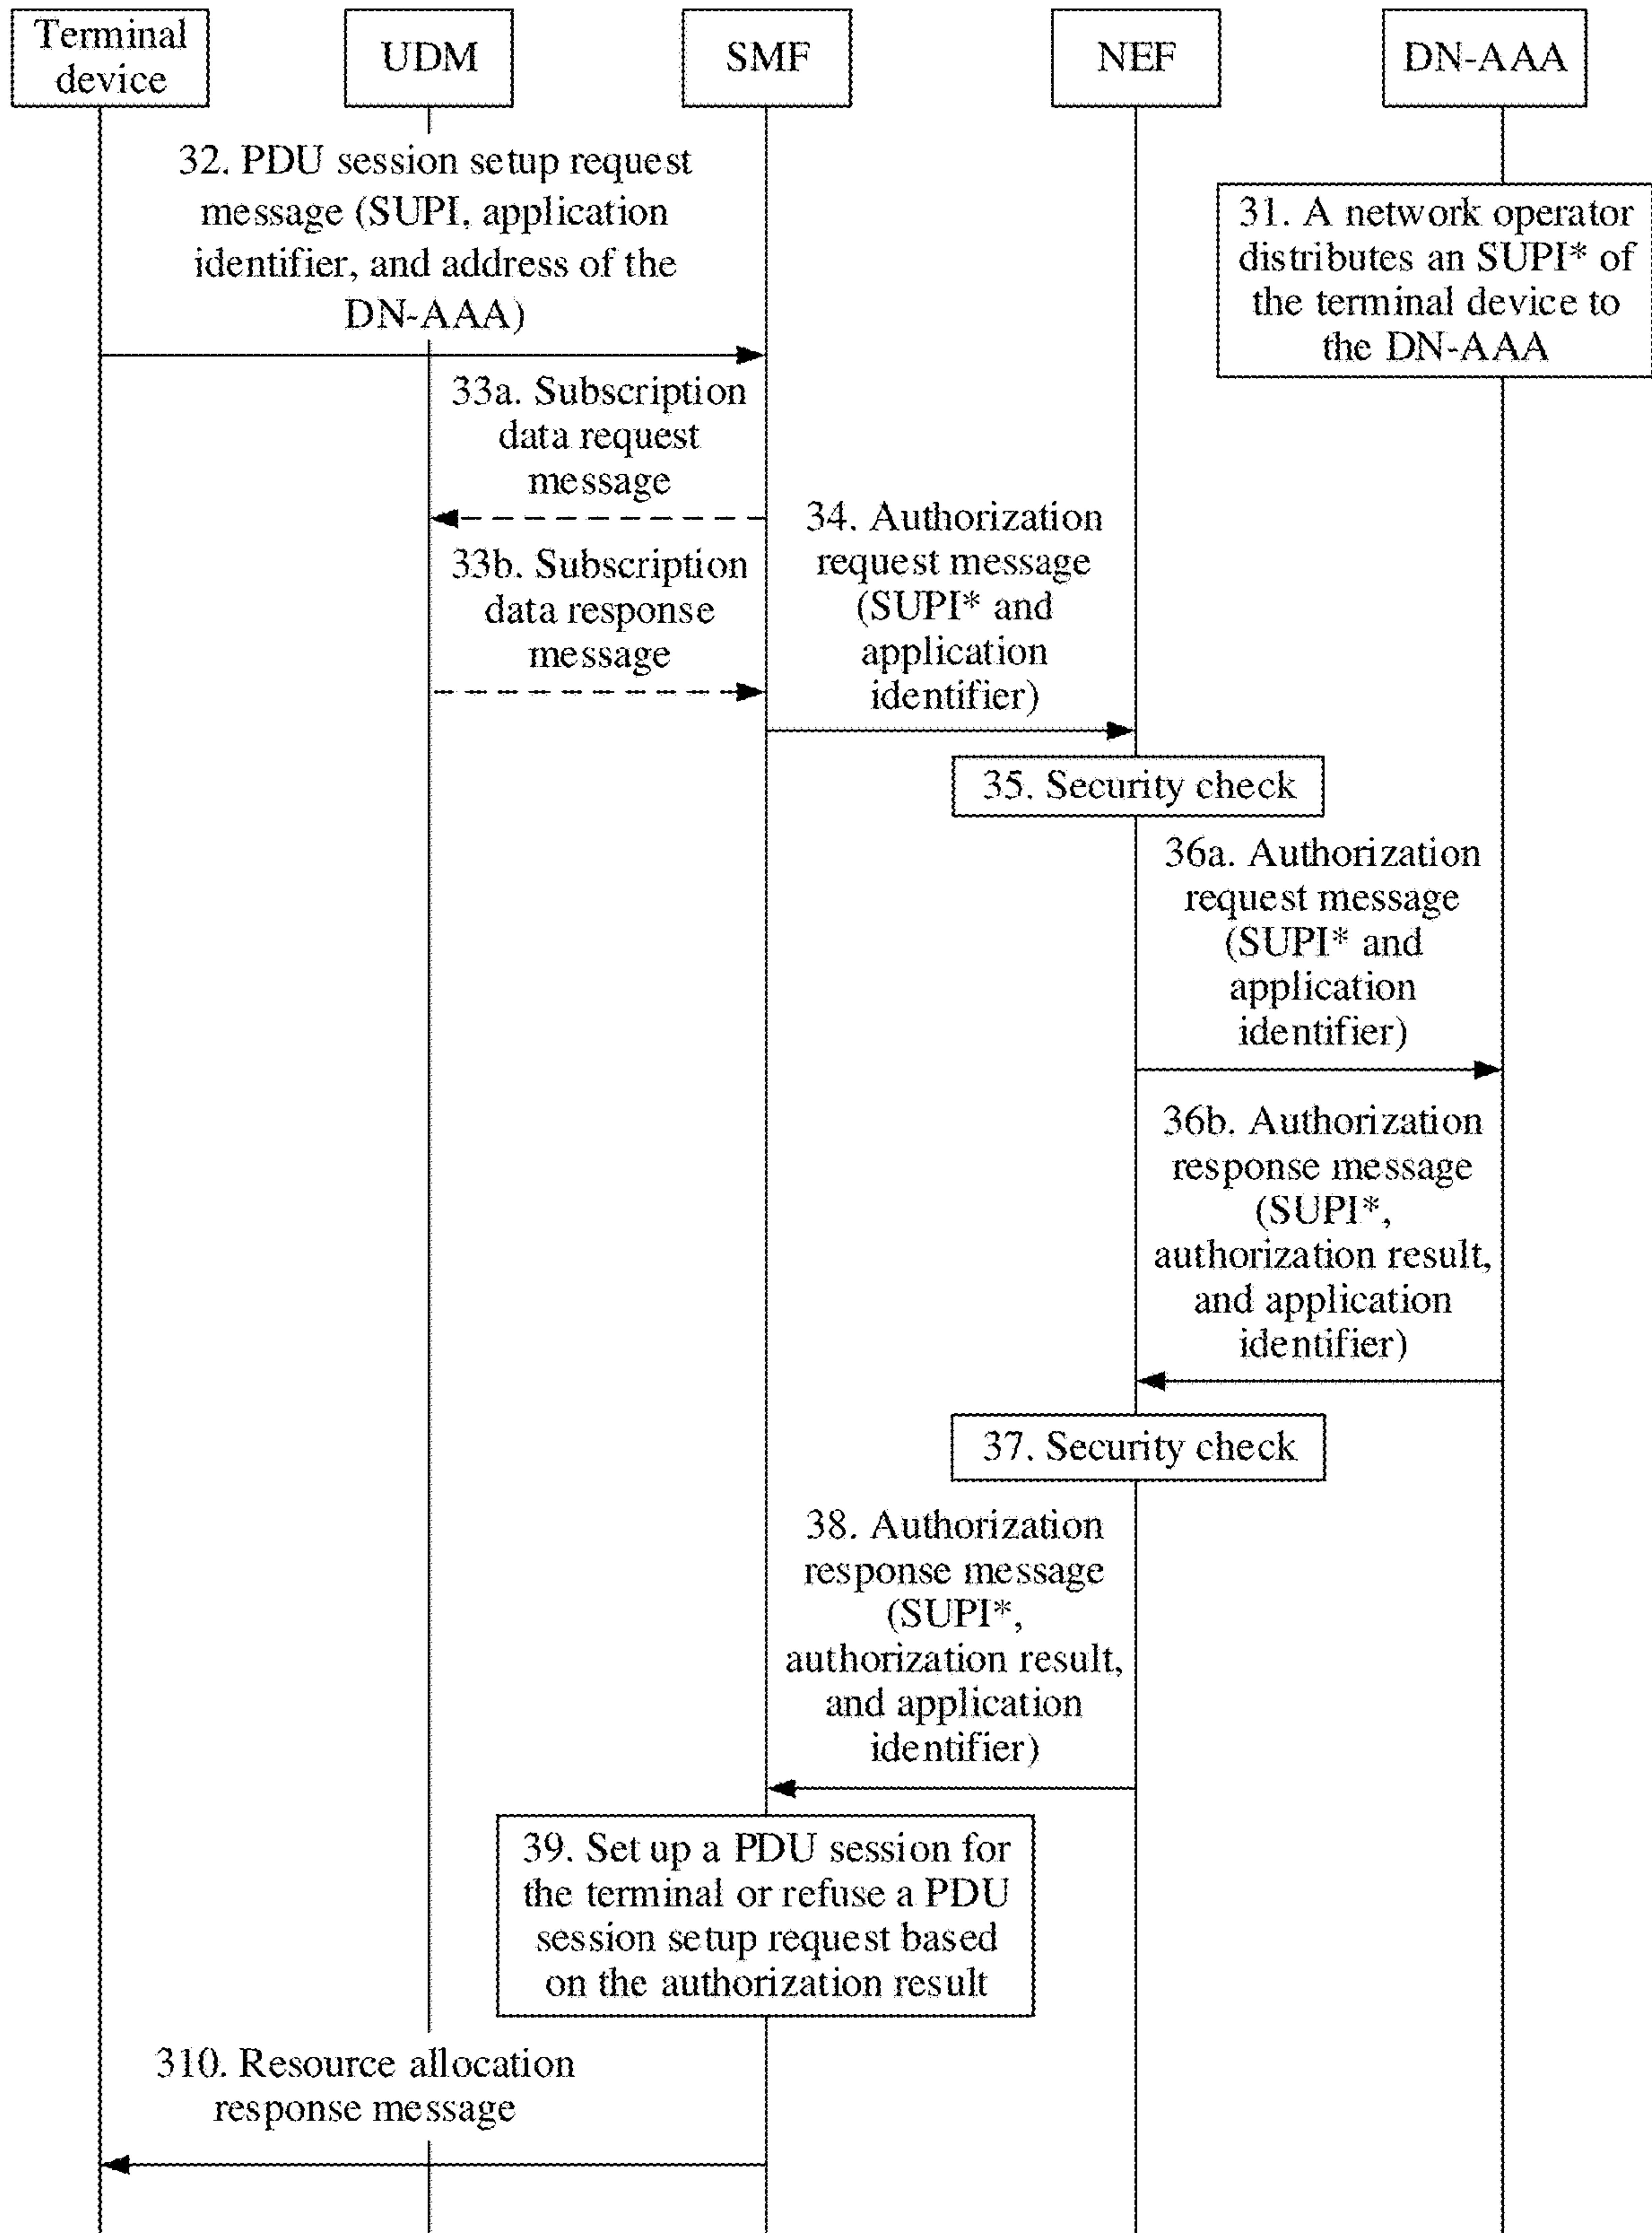 Terminal
device
UDM
SMF
NEF
DN-AAA
31. A network operator
distributes an SUPI* of
the terminal device to
the DN-AAA
32. PDU session setup request
message (SUPI, application
identifier, and address of the
DN-AAA)
33a. Subscription
data request
message
33b. Subscription
data response
message
34. Authorization
request message
(SUPI* and
application
identifier)
35. Security check
36a. Authorization
request message
(SUPI* and
application
identifier)
36b. Authorization
response message
(SUPI*,
authorization result,
and application
identifier)
37. Security check
38. Authorization
response message
(SUPI*,
authorization result,
and application
identifier)
39. Set up a PDU session for
the terminal or refuse a PDU
session setup request based
on the authorization result
310. Resource allocation
response message